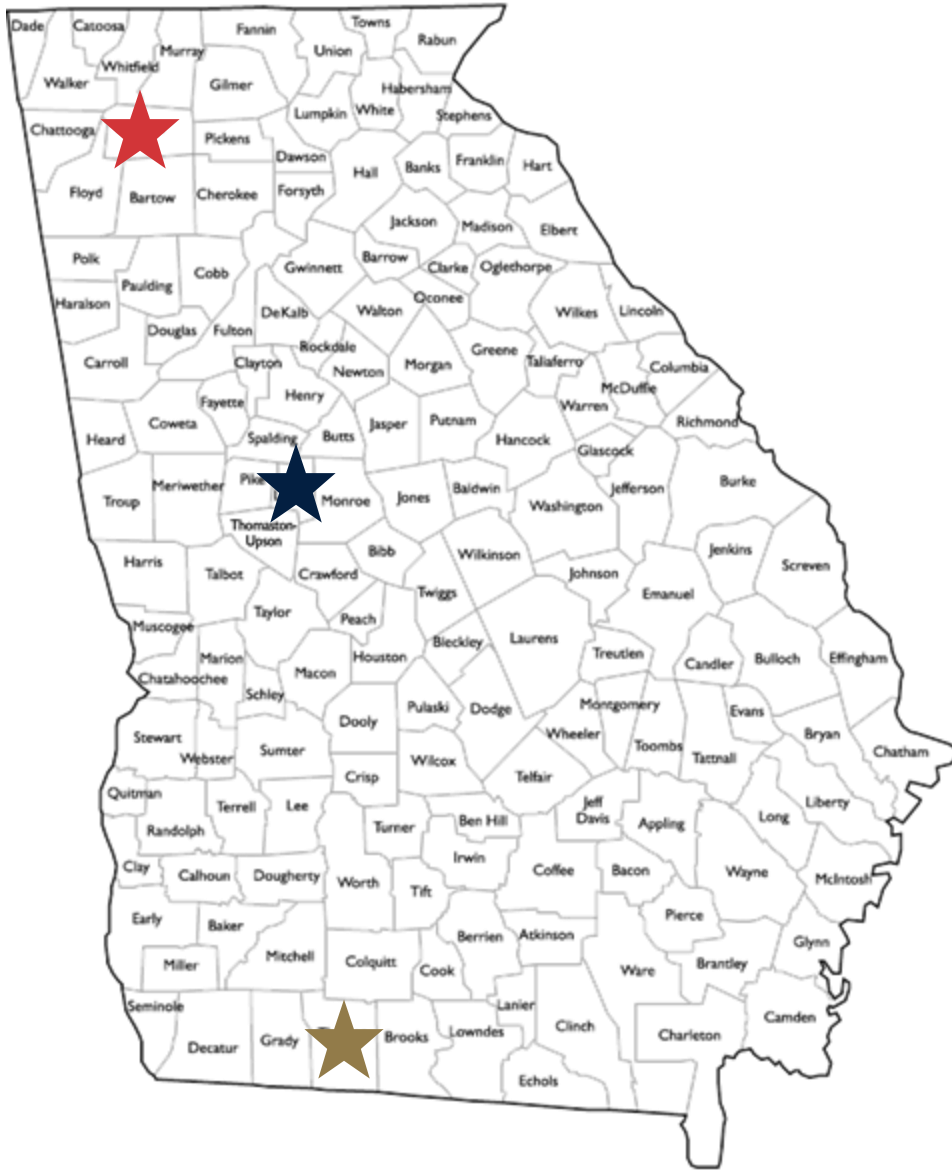 Dade
Catoosa
Fannin
Towns
Rabun
Union
Murray
Whitfield
Walker
Gilmer
Habersham
White
Lumpkin
Stephens
Chattooga
Pickens
Dawson
Hall
Banks
Franklin
Hart
Floyd
Bartow
Cherokee
Forsyth
Jackson
Madison
Elbert
Polk
Cobb
Gwinnett
Barrow
Clarke
Oglethorpe
Paulding
Haralson
Oconee
DeKalb
Walton
Wilkes
Lincoln
Douglas
Fulton
Rockdale
Greene
Carroll
Clayton
Newton
Morgan
Taliaferro
Columbia
McDuffie
Fayette
Henry
Warren
Coweta
Jasper
Putnam
Richmond
Heard
Spalding
Butts
Hancock
Glascock
Pike
Meriwether
Troup
Monroe
Jones
Baldwin
Washington
Jefferson
Burke
Thomaston-
Upson
Harris
Talbot
Crawford
Bibb
Wilkinson
Johnson
Jenkins
Screven
Twiggs
Emanuel
Taylor
Peach
Muscogee
Marion
Houston
Bleckley
Laurens
Treutlen
Candler
Bulloch
Effingham
Chatahoochee
Macon
Schley
Pulaski
Dodge
Montgomery
Evans
Dooly
Stewart
Webster
Sumter
Wilcox
Wheeler
Toombs
Tattnall
Bryan
Chatham
Crisp
Telfair
Quitman
Terrell
Lee
Randolph
Turner
Ben Hill
Jeff
Davis
Appling
Long
Liberty
Clay
Calhoun
Dougherty
Worth
Irwin
Tift
Coffee
Bacon
Wayne
McIntosh
Early
Baker
Pierce
Mitchell
Miller
Colquitt
Cook
Berrien
Atkinson
Ware
Brantley
Glynn
Seminole
Decatur
Grady
Brooks
Lowndes
Lanier
Clinch
Charleton
Camden
Echols